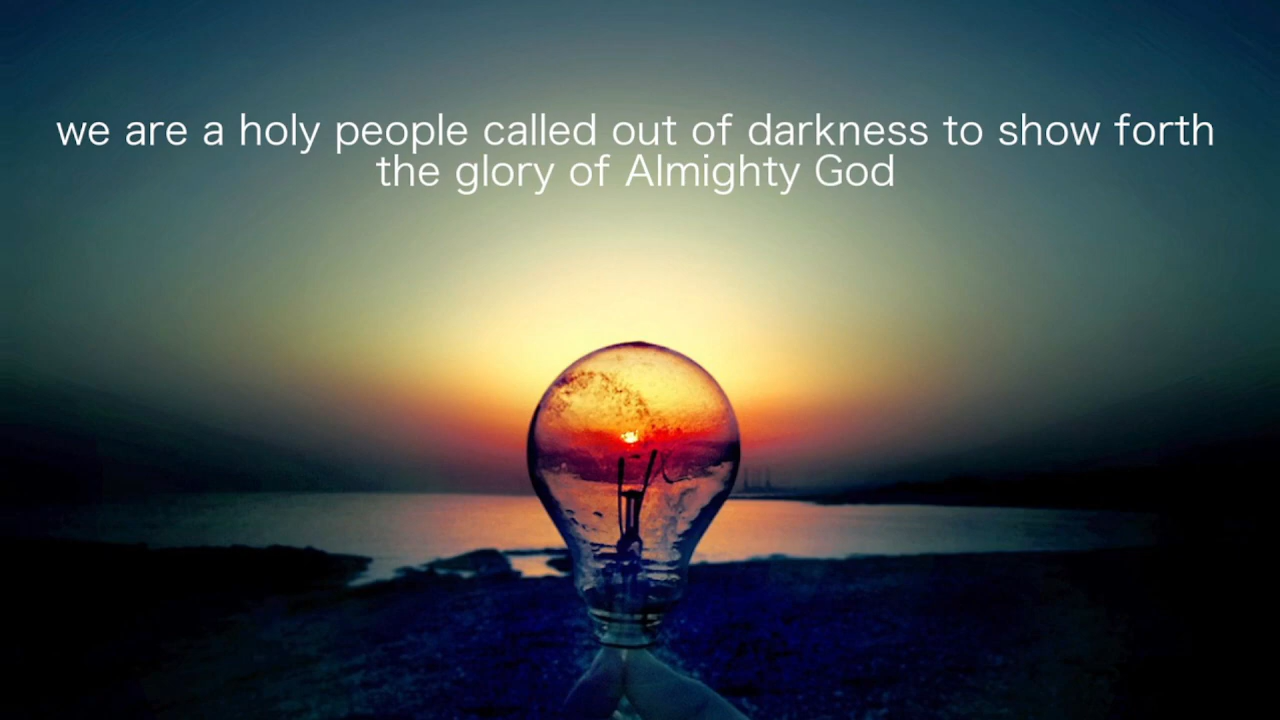 we are a holy people called out of darkness to show forth
the glory of Almighty God